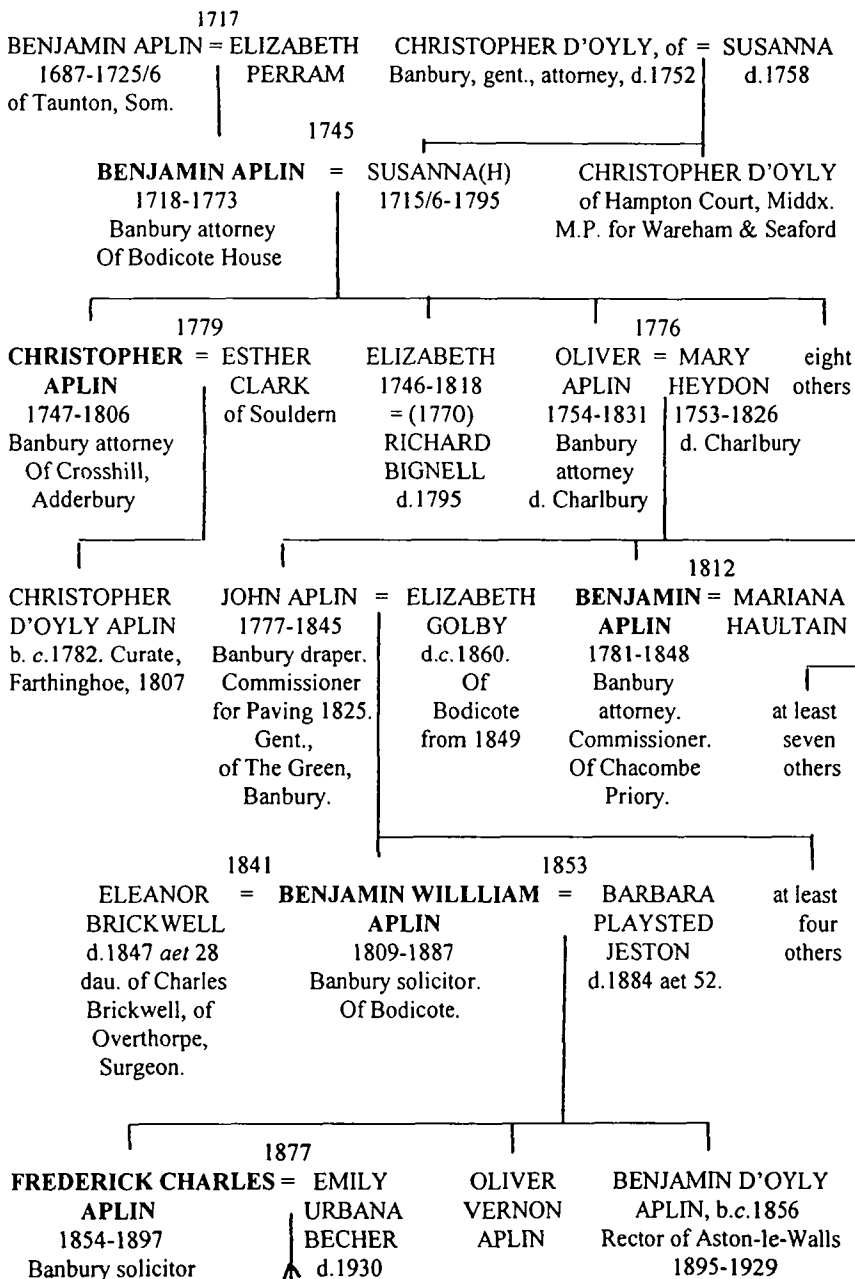 1717
BENJAMIN APLIN = ELIZABETH
1687-1725/6 PERRAM
of Taunton, Som.
CHRISTOPHER D'OYLY, of = SUSANNA
Banbury, gent., attorney, d.1752 d.1758
1745
BENJAMIN APLIN = SUSANNA(H)
1718-1773 1715/6-1795
Banbury attorney
Of Bodicote House
CHRISTOPHER D'OYLY
of Hampton Court, Middx.
M.P. for Wareham & Seaford
1779
CHRISTOPHER = ESTHER
APLIN CLARK
1747-1806 of Souldern
Banbury attorney
Of Crosshill,
Adderbury
ELIZABETH
1746-1818
= (1770)
RICHARD
BIGNELL
d.1795
1776
OLIVER = MARY
APLIN HEYDON
1754-1831 1753-1826
Banbury d. Charlbury
attorney
d. Charlbury
eight
others
CHRISTOPHER
D'OYLY APLIN
b. c.1782. Curate,
Farthinghoe, 1807
JOHN APLIN = ELIZABETH
1777-1845 GOLBY
Banbury draper. d.c.1860.
Commissioner Of
for Paving 1825. Bodicote
Gent., from 1849
of The Green,
Banbury.
1812
BENJAMIN = MARIANA
APLIN HAULTAIN
1781-1848
Banbury
attorney.
Commissioner.
Of Chacombe
Priory.
at least
seven
others
1841 1853
ELEANOR = BENJAMIN WILLLIAM = BARBARA
BRICKWELL APLIN PLAYSTED
d.1847 aet 28 1809-1887 JESTON
dau. of Charles Banbury solicitor. d.1884 aet 52.
Brickwell, of Of Bodicote.
Overthorpe,
Surgeon.
at least
four
others
1877
FREDERICK CHARLES = EMILY
APLIN URBANA
1854-1897 BECHER
Banbury solicitor d.1930
OLIVER
VERNON
APLIN
BENJAMIN D'OYLY
APLIN, b.c.1856
Rector of Aston-le-Walls
1895-1929